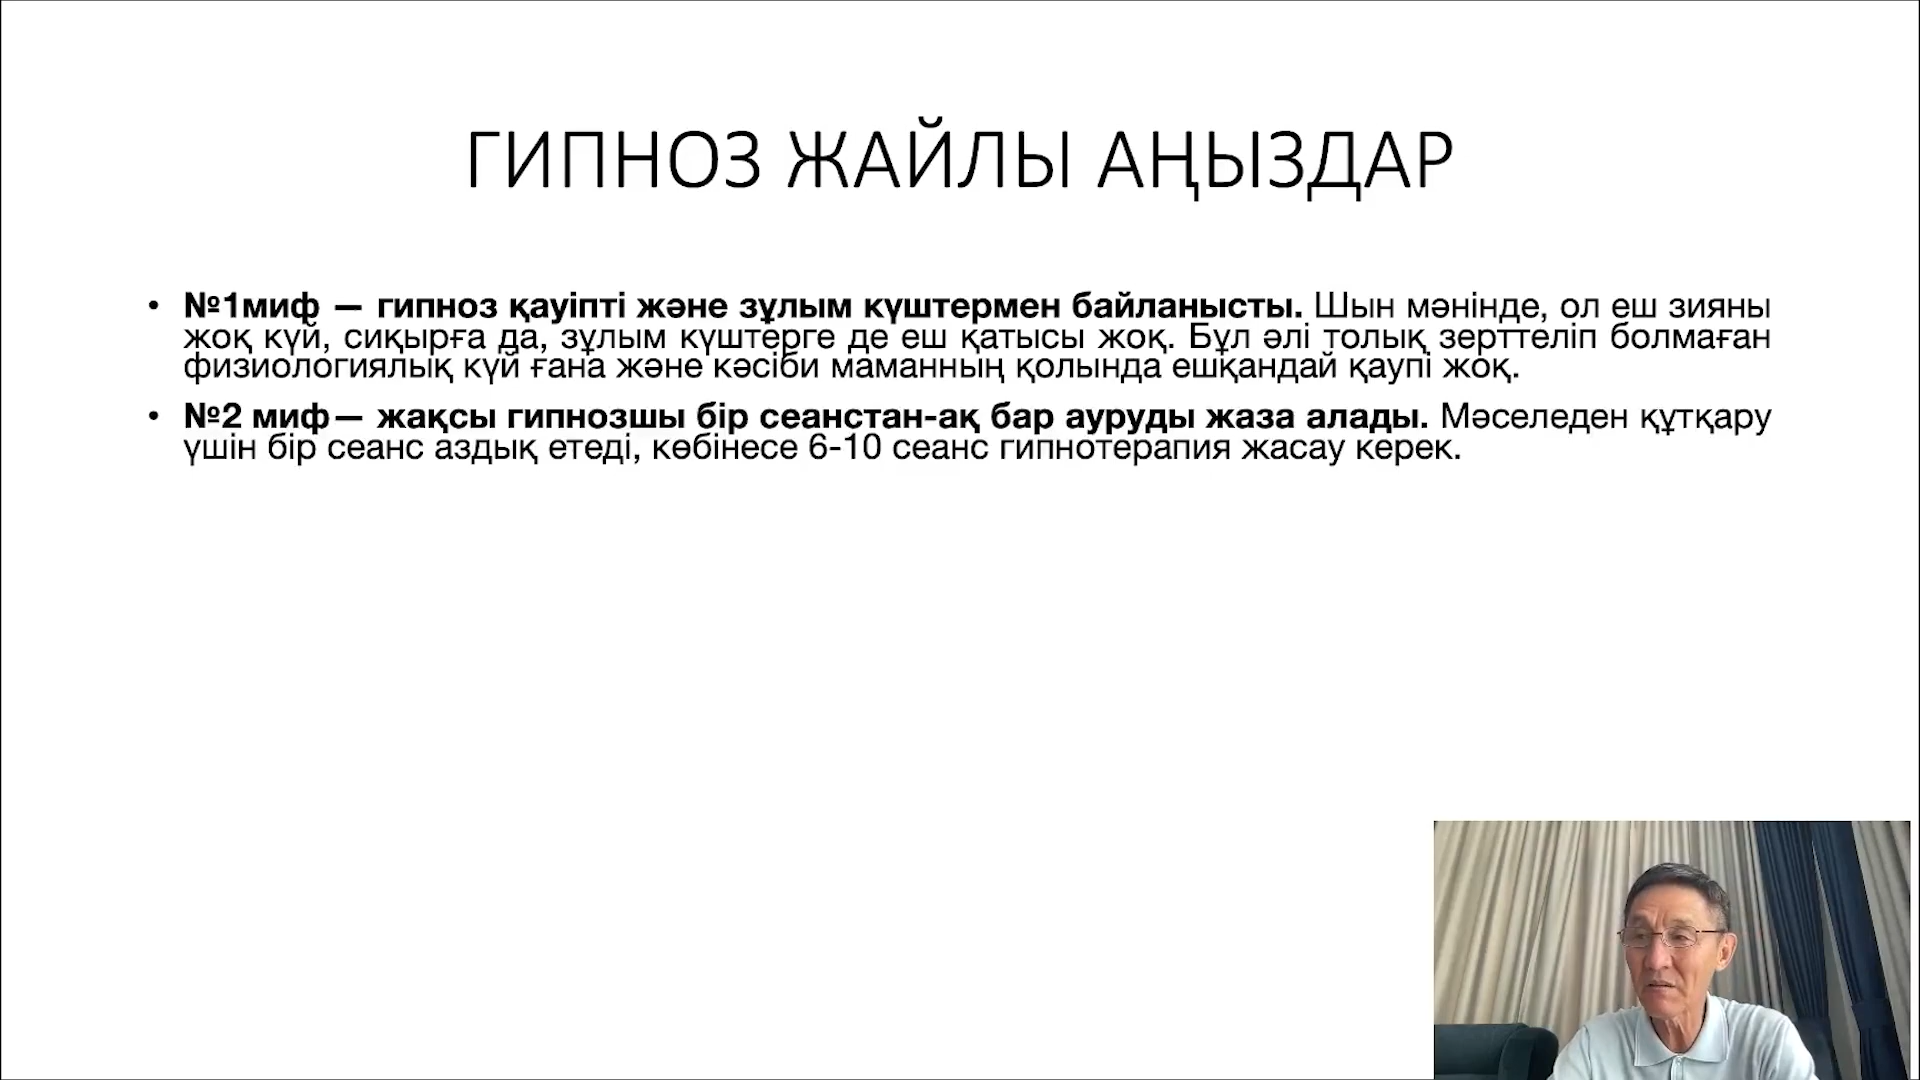 ГИПНОЗ ЖАЙЛЫ АҢЫЗДАР
• №1миф — гипноз қауіпті және зұлым күштермен байланысты. Шын мәнінде, ол еш зияны
жоқ күй, сиқырға да, зұлым күштерге де еш қатысы жоқ. Бұл әлі толық зерттеліп болмаған
физиологиялық күй ғана және кәсіби маманның қолында ешқандай қаупі жоқ.
• №2 миф— жақсы гипнозшы бір сеанстан-ақ бар ауруды жаза алады. Мәселеден құтқару
үшін бір сеанс аздық етеді, көбінесе 6-10 сеанс гипнотерапия жасау керек.